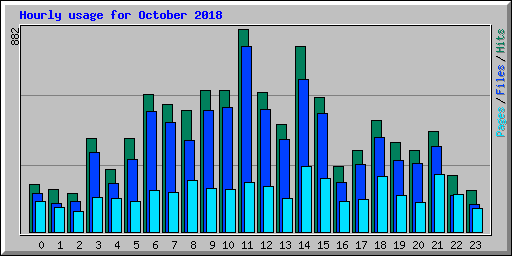 Hourly usage for October 2018
882
Pages / Files / Hits
0 1 2 3 4 5 6 7 8 9 10 11 12 13 14 15 16 17 18 19 20 21 22 23